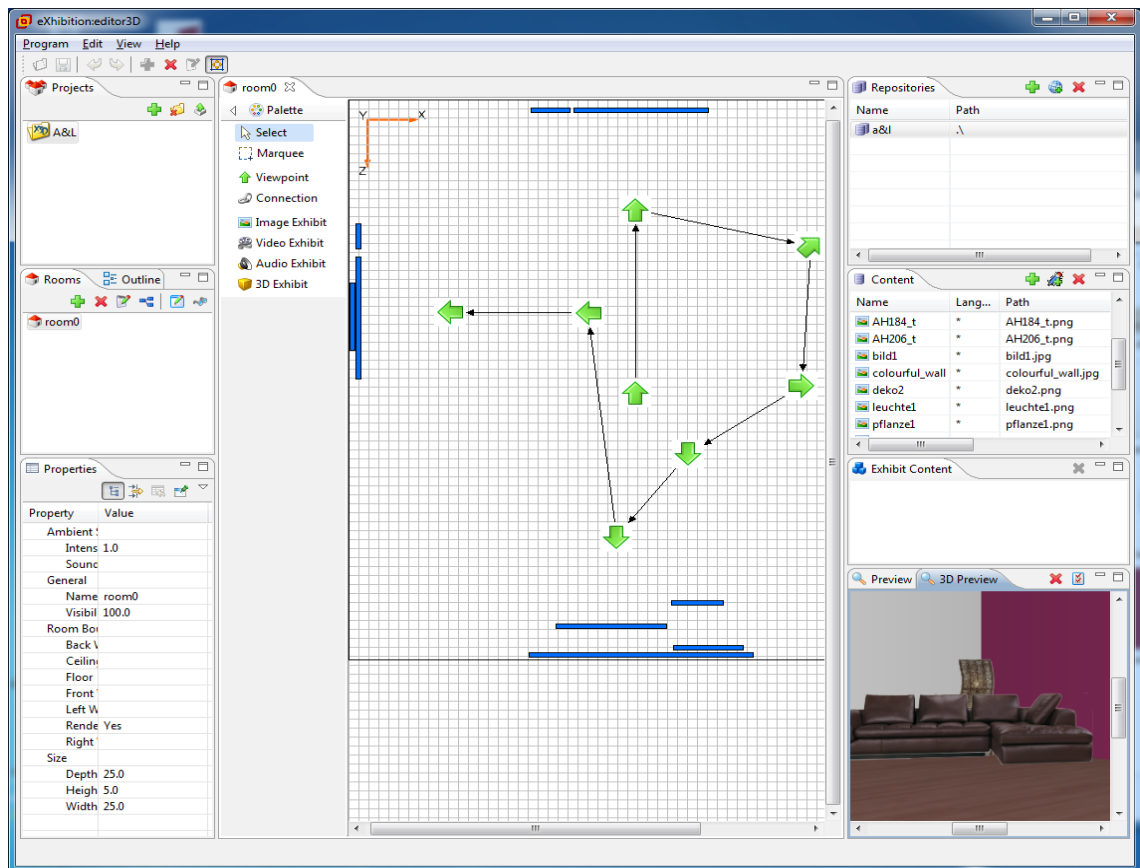 eXhibition:editor3D
Program Edit View Help
Projects
A&L
Rooms Outline
room0
Properties
Property Value
Ambient S
Intens 1.0
Sound
General
Name room0
Visibil 100.0
Room Bou
Back W
Ceiling
Floor
Front
Left W
Rende Yes
Right
Size
Depth 25.0
Heigh 5.0
Width 25.0
room0
Palette
Select
Marquee
Viewpoint
Connection
Image Exhibit
Video Exhibit
Audio Exhibit
3D Exhibit
Y X
Z
Repositories
Name Path
a&l .\
Content
Name Lang... Path
AH184_t * AH184_t.png
AH206_t * AH206_t.png
bild1 * bild1.jpg
colourful_wall * colourful_wall.jpg
deko2 * deko2.png
leuchte1 * leuchte1.png
pflanze1 * pflanze1.png
Exhibit Content
Preview 3D Preview